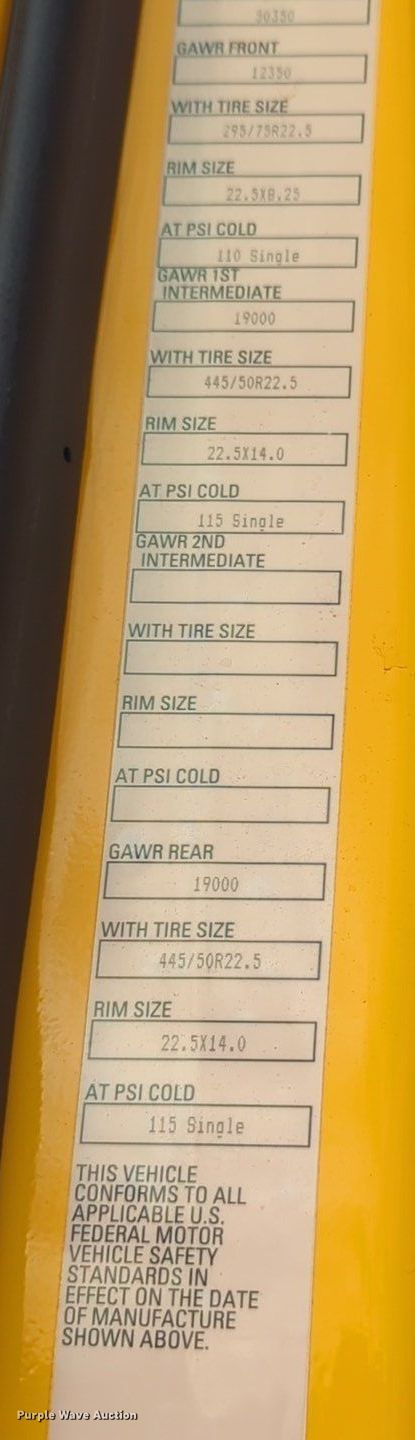 50350
GAWR FRONT
12350
WITH TIRE SIZE
295/75R22.5
RIM SIZE
22.5X8.25
AT PSI COLD
110 Single
GAWR 1ST
INTERMEDIATE
19000
WITH TIRE SIZE
445/50R22.5
RIM SIZE
22.5X14.0
AT PSI COLD
115 Single
GAWR 2ND
INTERMEDIATE
WITH TIRE SIZE
RIM SIZE
AT PSI COLD
GAWR REAR
19000
WITH TIRE SIZE
445/50R22.5
RIM SIZE
22.5X14.0
AT PSI COLD
115 Single
THIS VEHICLE
CONFORMS TO ALL
APPLICABLE U.S.
FEDERAL MOTOR
VEHICLE SAFETY
STANDARDS IN
EFFECT ON THE DATE
OF MANUFACTURE
SHOWN ABOVE.
Purple Wave Auction